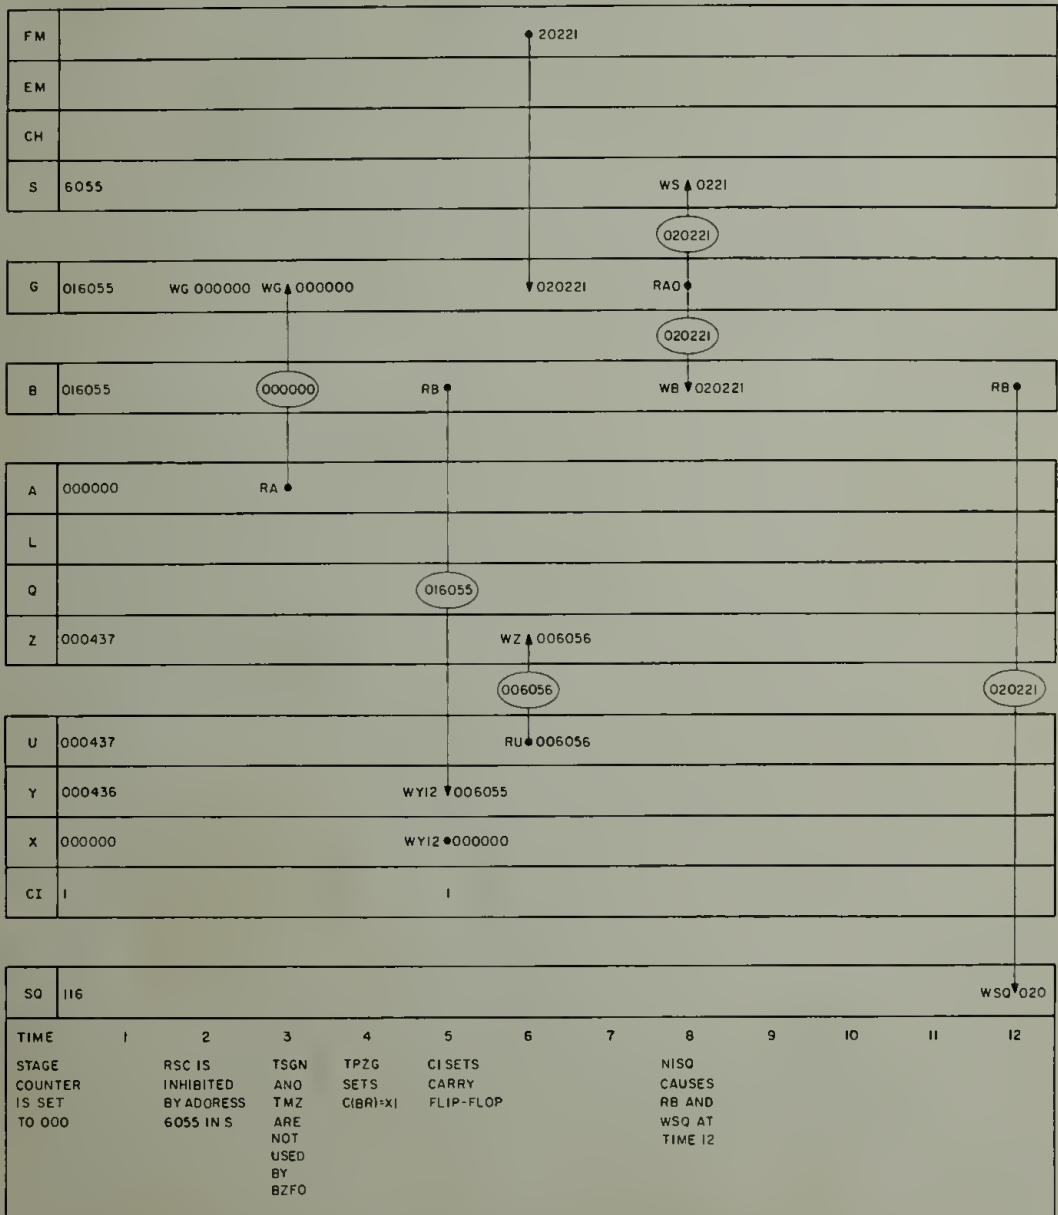 FM 20221
EM
CH
S 6055 WS 0221
020221
G 016055 WG 000000 WG 000000 020221 RAO
020221
B 016055 000000 RB WB 020221 RB
A 000000 RA
L
Q 016055
Z 000437 WZ 006056
006056 020221
U 000437 RU 006056
Y 000436 WY12 006055
X 000000 WY12 000000
CI 1 1
SQ 116 WSQ 020
TIME 1 2 3 4 5 6 7 8 9 10 11 12
STAGE RSC IS TSGN TPZG CI SETS NISQ
COUNTER INHIBITED ANO SETS CARRY CAUSES
IS SET BY ADORESS TMZ C(BR)=X1 FLIP-FLOP RB AND
TO 000 6055 IN S ARE WSQ AT
NOT TIME 12
USED
BY
BZFO